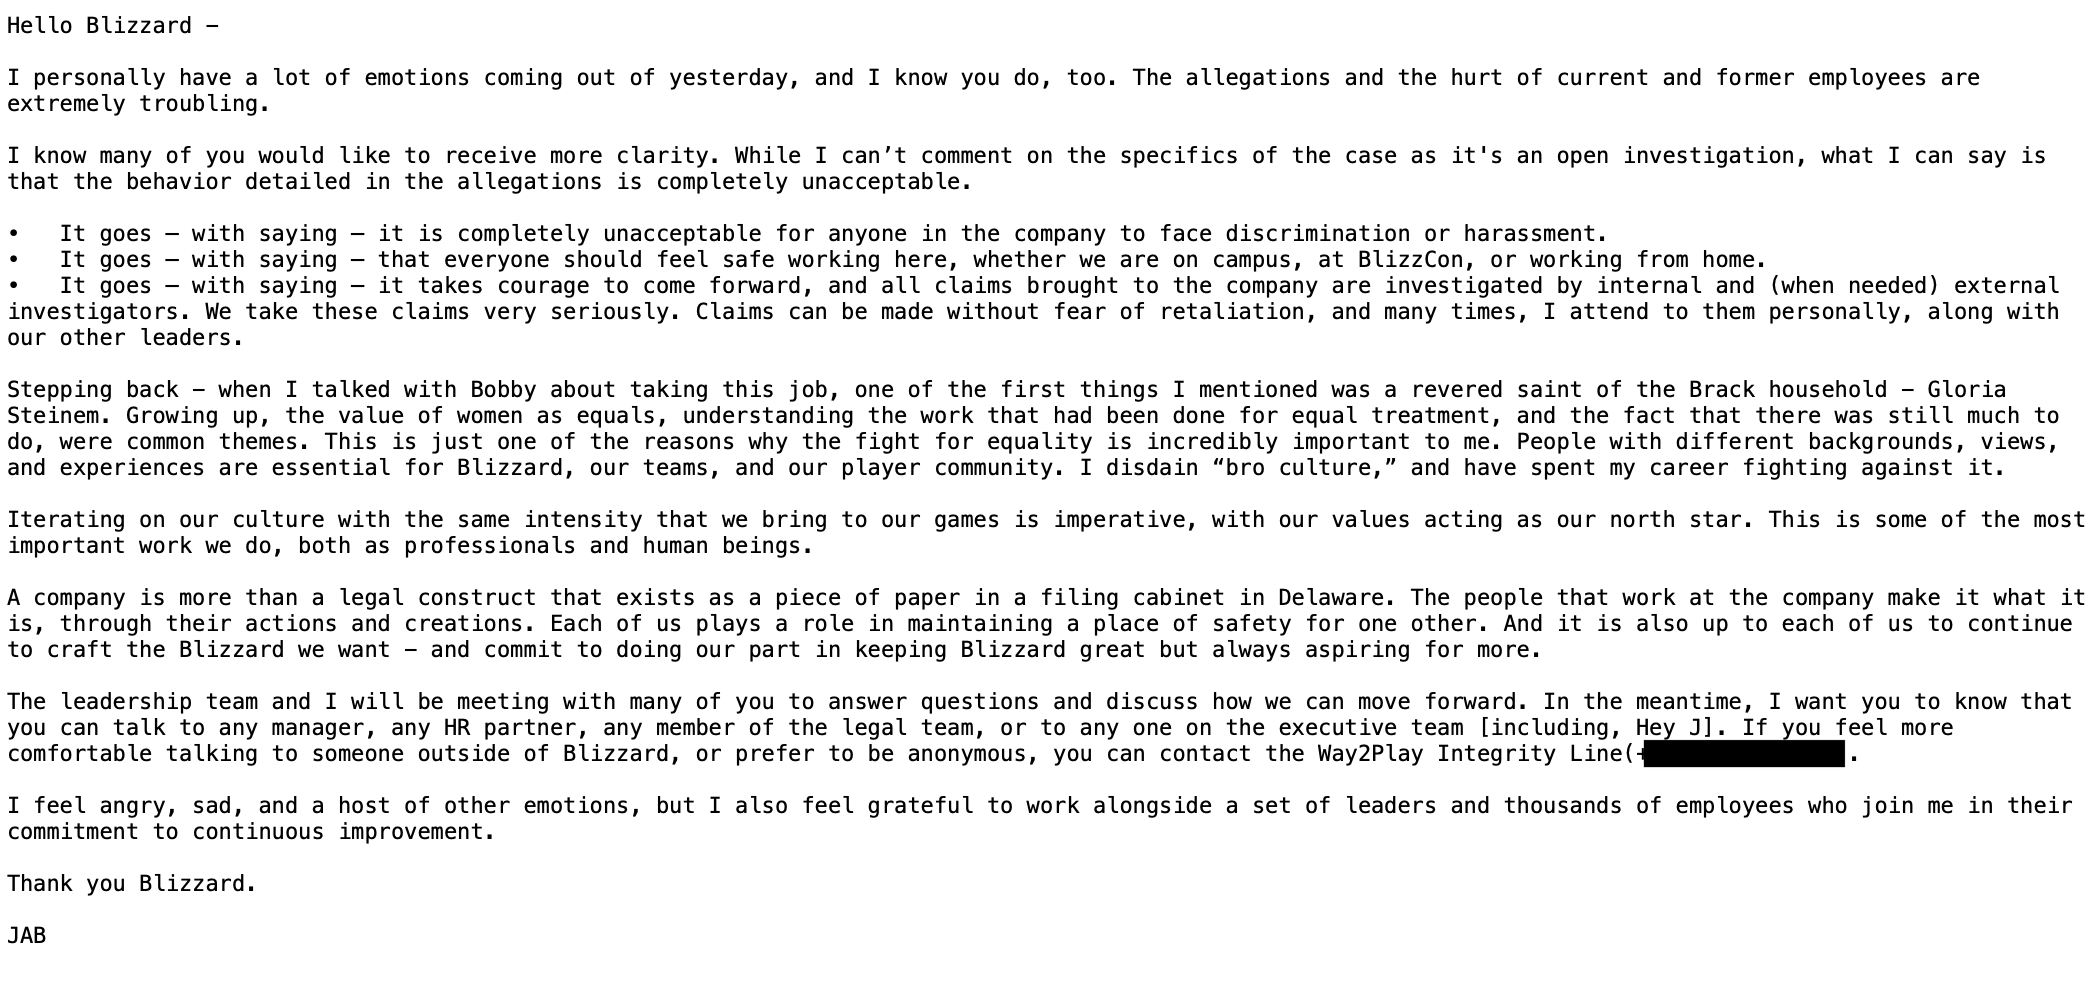 Hello Blizzard –
I personally have a lot of emotions coming out of yesterday, and I know you do, too. The allegations and the hurt of current and former employees are
extremely troubling.
I know many of you would like to receive more clarity. While I can’t comment on the specifics of the case as it's an open investigation, what I can say is
that the behavior detailed in the allegations is completely unacceptable.
•   It goes – with saying – it is completely unacceptable for anyone in the company to face discrimination or harassment.
•   It goes – with saying – that everyone should feel safe working here, whether we are on campus, at BlizzCon, or working from home.
•   It goes – with saying – it takes courage to come forward, and all claims brought to the company are investigated by internal and (when needed) external
investigators. We take these claims very seriously. Claims can be made without fear of retaliation, and many times, I attend to them personally, along with
our other leaders.
Stepping back – when I talked with Bobby about taking this job, one of the first things I mentioned was a revered saint of the Brack household – Gloria
Steinem. Growing up, the value of women as equals, understanding the work that had been done for equal treatment, and the fact that there was still much to
do, were common themes. This is just one of the reasons why the fight for equality is incredibly important to me. People with different backgrounds, views,
and experiences are essential for Blizzard, our teams, and our player community. I disdain “bro culture,” and have spent my career fighting against it.
Iterating on our culture with the same intensity that we bring to our games is imperative, with our values acting as our north star. This is some of the most
important work we do, both as professionals and human beings.
A company is more than a legal construct that exists as a piece of paper in a filing cabinet in Delaware. The people that work at the company make it what it
is, through their actions and creations. Each of us plays a role in maintaining a place of safety for one other. And it is also up to each of us to continue
to craft the Blizzard we want – and commit to doing our part in keeping Blizzard great but always aspiring for more.
The leadership team and I will be meeting with many of you to answer questions and discuss how we can move forward. In the meantime, I want you to know that
you can talk to any manager, any HR partner, any member of the legal team, or to any one on the executive team [including, Hey J]. If you feel more
comfortable talking to someone outside of Blizzard, or prefer to be anonymous, you can contact the Way2Play Integrity Line(+ .
I feel angry, sad, and a host of other emotions, but I also feel grateful to work alongside a set of leaders and thousands of employees who join me in their
commitment to continuous improvement.
Thank you Blizzard.
JAB